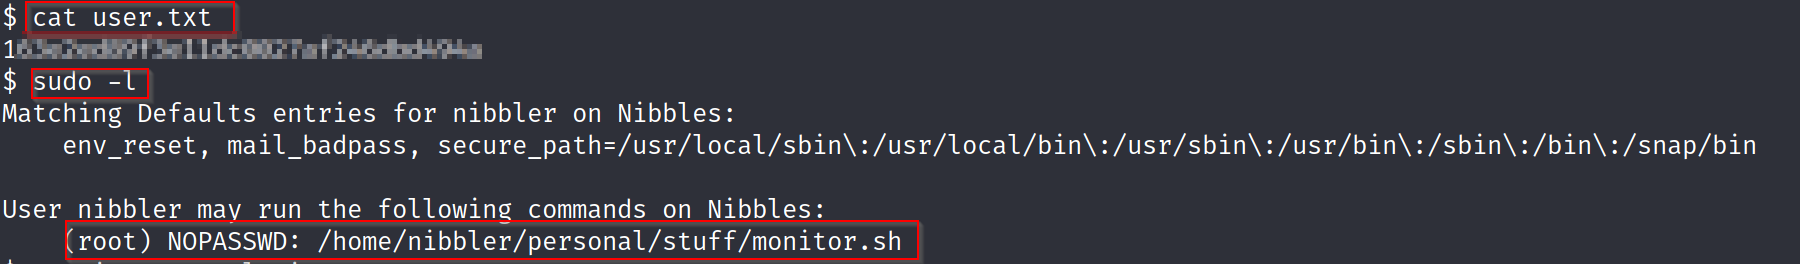 $ cat user.txt
1
$ sudo -l
Matching Defaults entries for nibbler on Nibbles:
env_reset, mail_badpass, secure_path=/usr/local/sbin\:/usr/local/bin\:/usr/sbin\:/usr/bin\:/sbin\:/bin\:/snap/bin
User nibbler may run the following commands on Nibbles:
(root) NOPASSWD: /home/nibbler/personal/stuff/monitor.sh